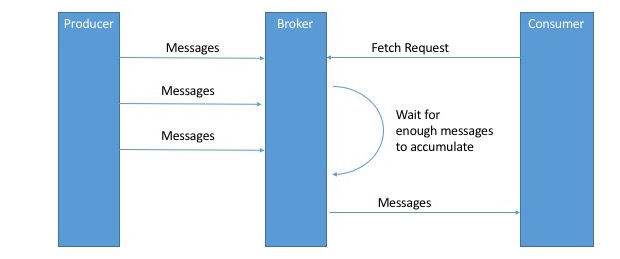 Producer
Broker
Consumer
Messages
Fetch Request
Messages
Wait for
enough messages
to accumulate
Messages
Messages